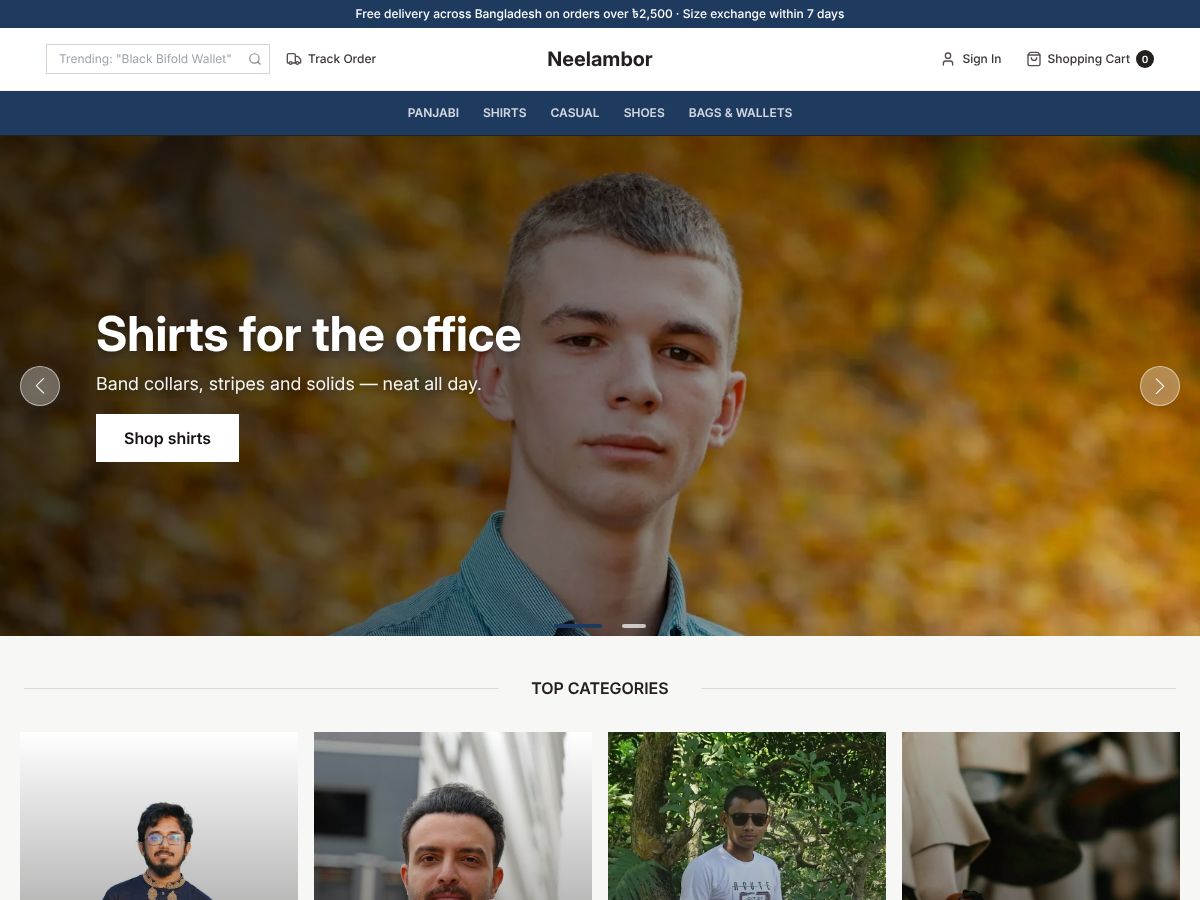 Free delivery across Bangladesh on orders over ৳2,500 · Size exchange within 7 days
Trending: "Black Bifold Wallet"
Track Order
Neelambor
Sign In
Shopping Cart 0
PANJABI SHIRTS CASUAL SHOES BAGS & WALLETS
Shirts for the office
Band collars, stripes and solids — neat all day.
Shop shirts
TOP CATEGORIES
ROUTE